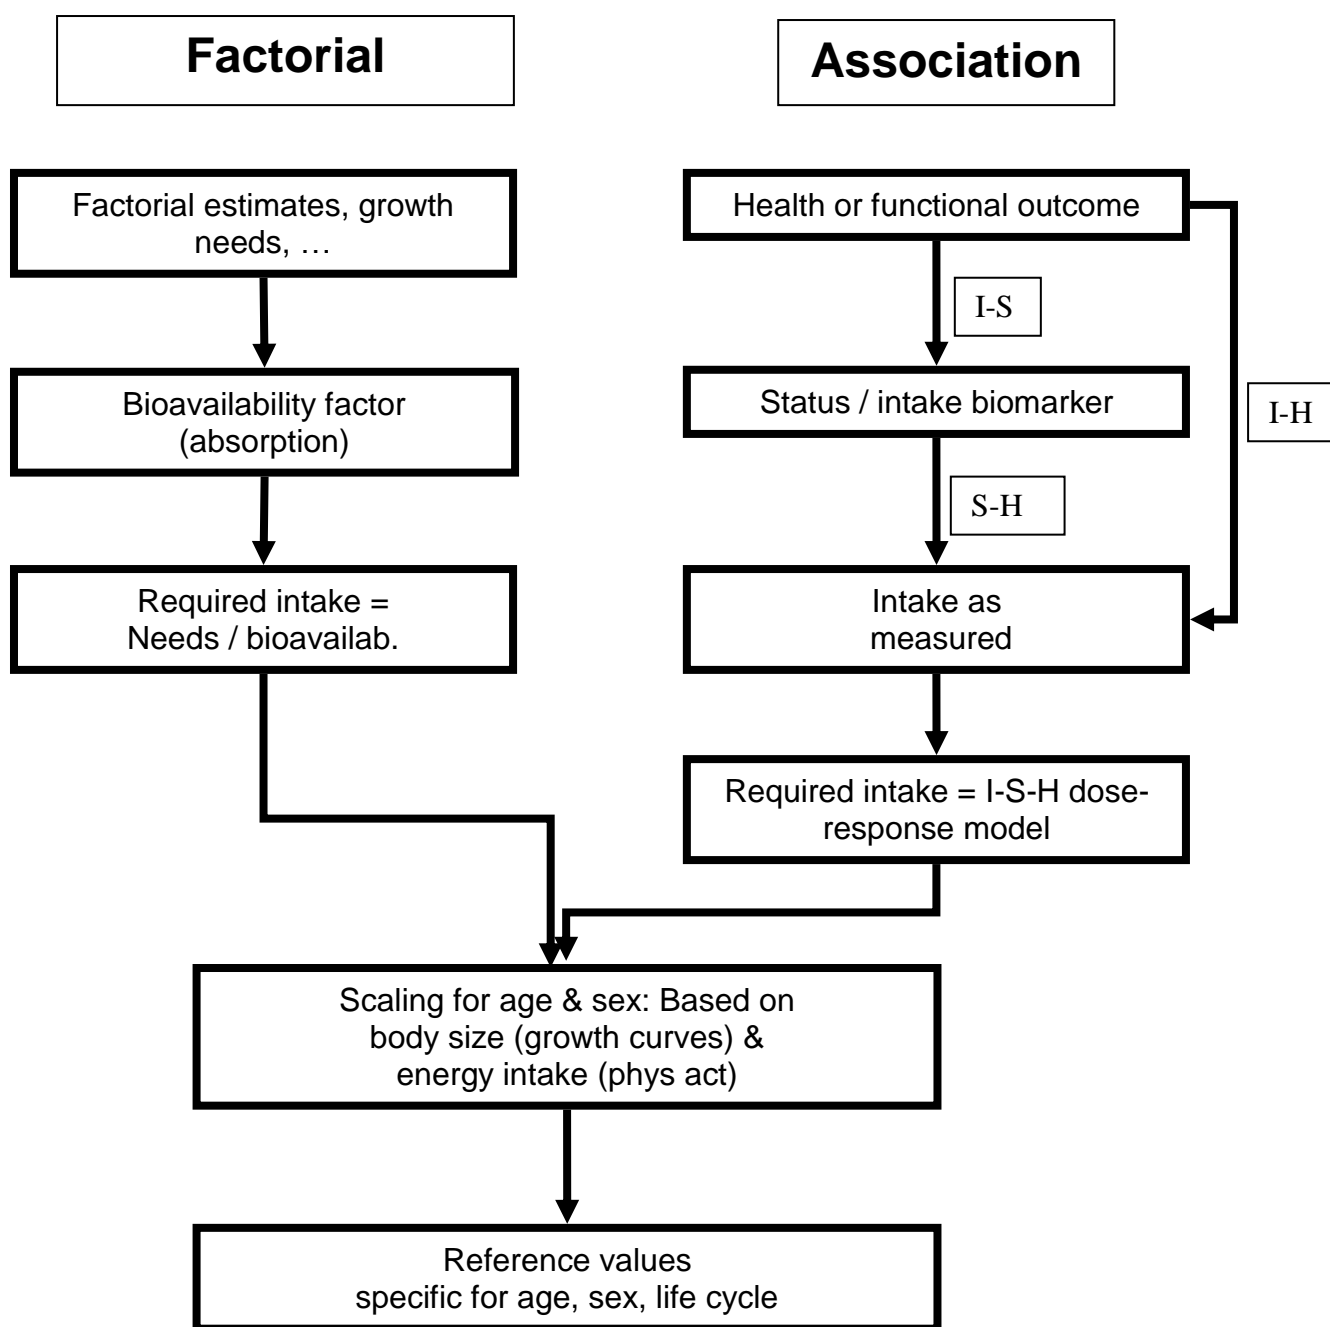 Factorial
Association
Factorial estimates, growth
needs, …
Health or functional outcome
I-S
Bioavailability factor
(absorption)
Status / intake biomarker
I-H
S-H
Required intake =
Needs / bioavailab.
Intake as
measured
Required intake = I-S-H dose-
response model
Scaling for age & sex: Based on
body size (growth curves) &
energy intake (phys act)
Reference values
specific for age, sex, life cycle